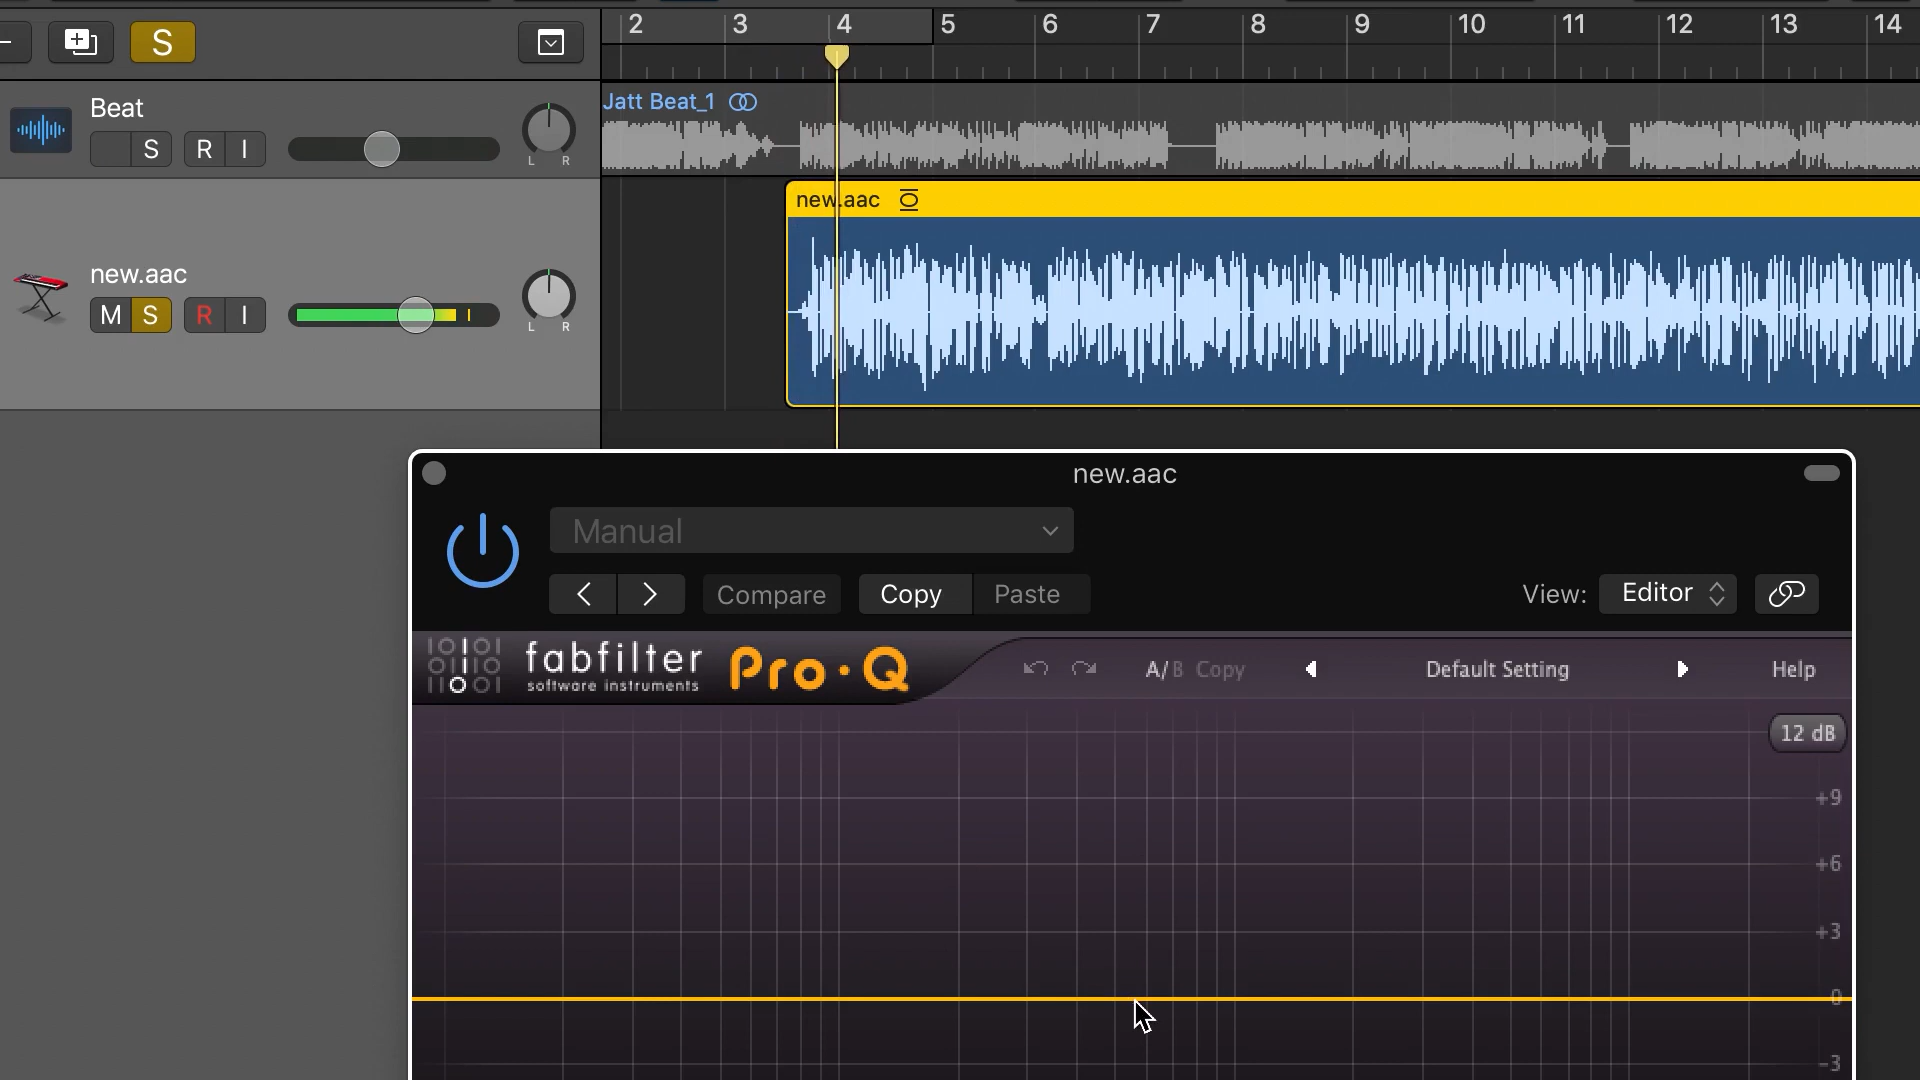 2 3 4 5 6 7 8 9 10 11 12 13 14
S
Beat
S R I
L R
Jatt Beat_1
new.aac
new.aac
M S R I
L R
new.aac
Manual
Compare Copy Paste
View: Editor
fabfilter Pro·Q
software instruments
A/B Copy Default Setting Help
12 dB
+9
+6
+3
0
-3